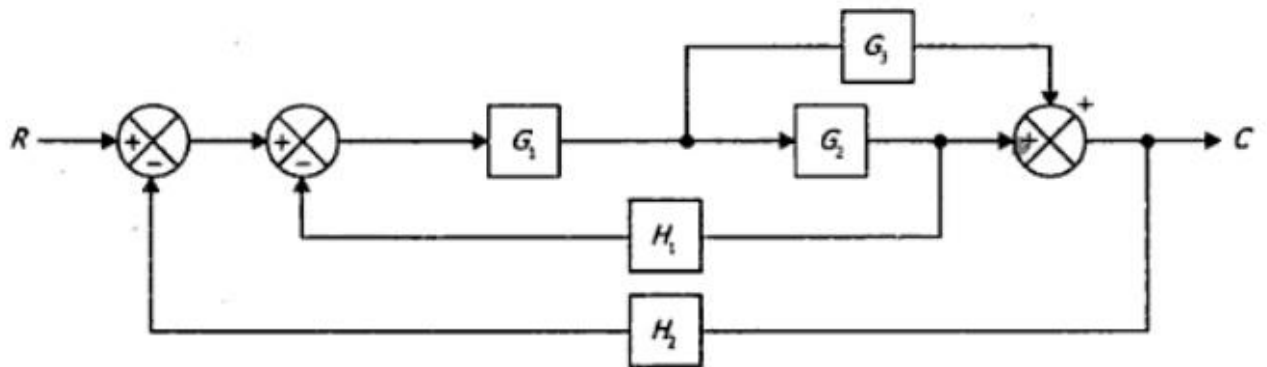 G₃
R + − + − G₁ G₂ + + C
H₁
H₂